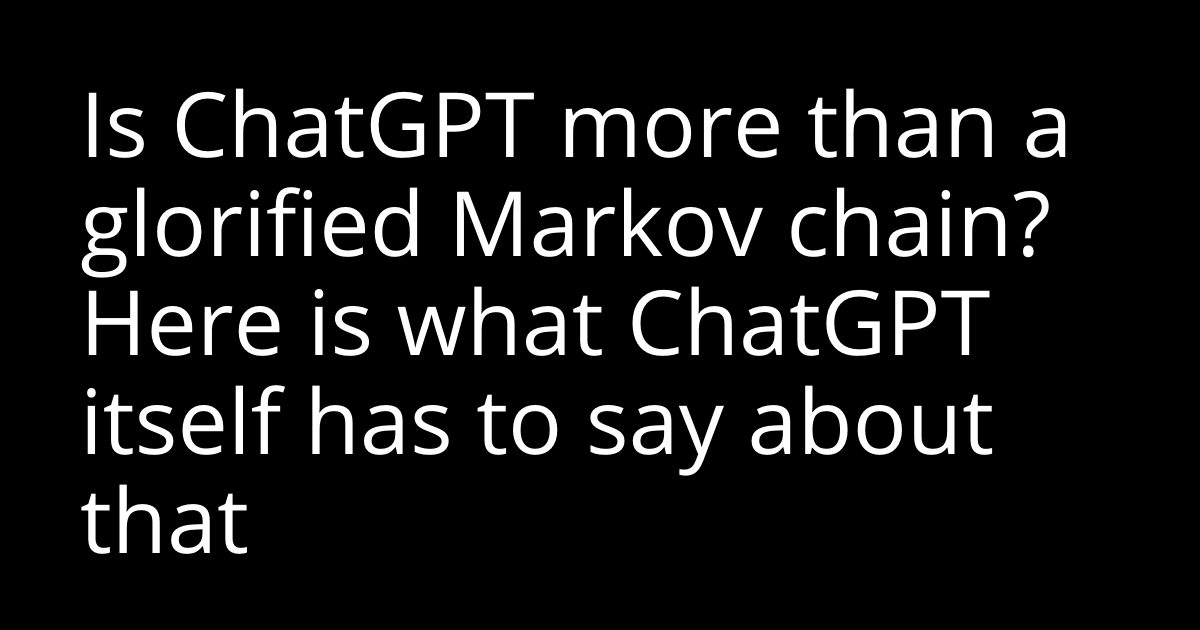 Is ChatGPT more than a
glorified Markov chain?
Here is what ChatGPT
itself has to say about
that